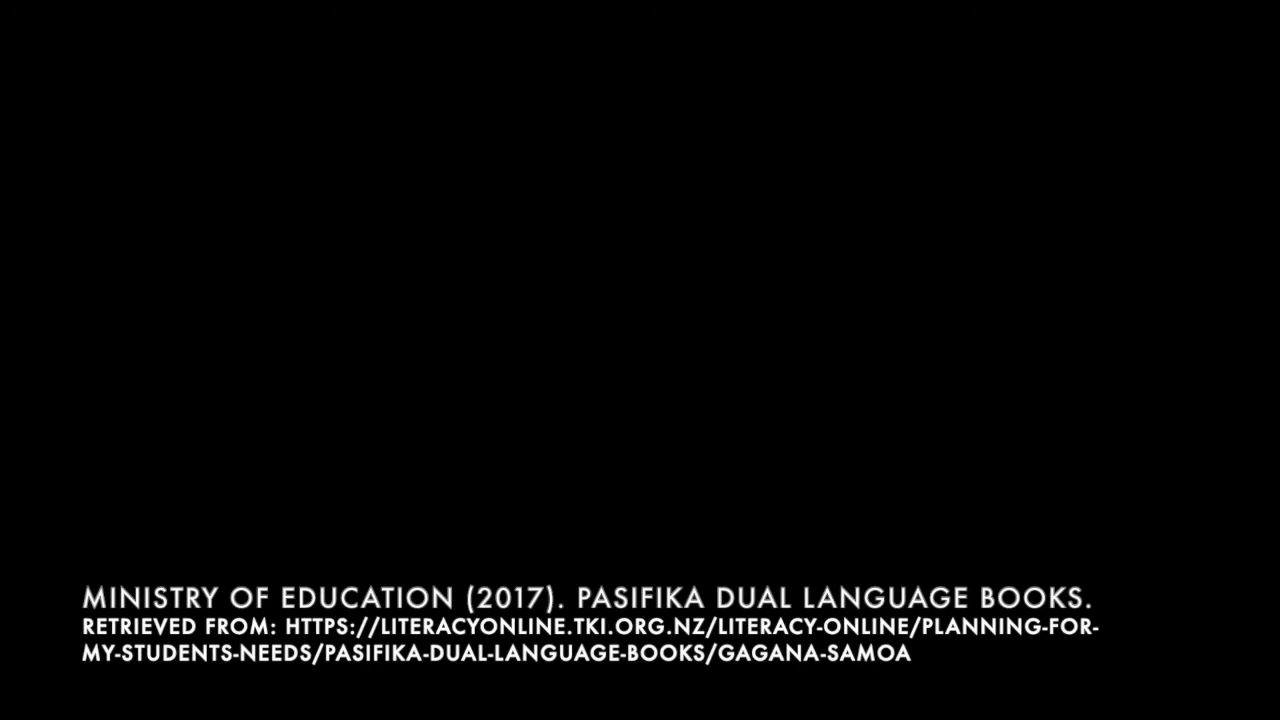 MINISTRY OF EDUCATION (2017). PASIFIKA DUAL LANGUAGE BOOKS.
RETRIEVED FROM: HTTPS://LITERACYONLINE.TKI.ORG.NZ/LITERACY-ONLINE/PLANNING-FOR-
MY-STUDENTS-NEEDS/PASIFIKA-DUAL-LANGUAGE-BOOKS/GAGANA-SAMOA